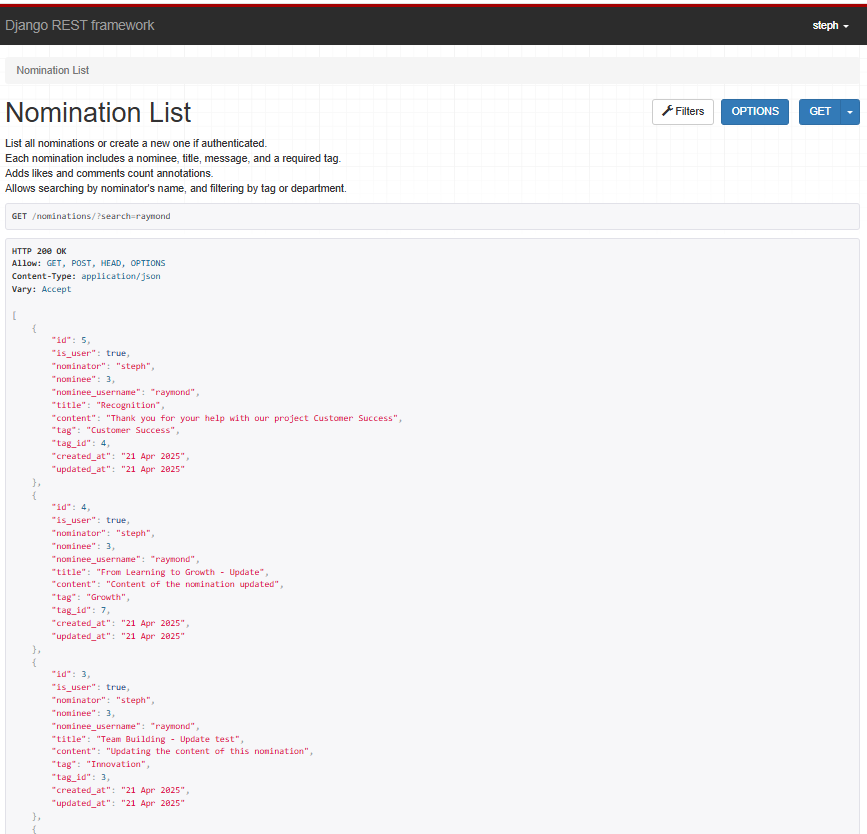 Django REST framework
steph
Nomination List
Nomination List
Filters
OPTIONS
GET
List all nominations or create a new one if authenticated.
Each nomination includes a nominee, title, message, and a required tag.
Adds likes and comments count annotations.
Allows searching by nominator's name, and filtering by tag or department.
GET /nominations/?search=raymond
HTTP 200 OK
Allow: GET, POST, HEAD, OPTIONS
Content-Type: application/json
Vary: Accept
[
{
"id": 5,
"is_user": true,
"nominator": "steph",
"nominee": 3,
"nominee_username": "raymond",
"title": "Recognition",
"content": "Thank you for your help with our project Customer Success",
"tag": "Customer Success",
"tag_id": 4,
"created_at": "21 Apr 2025",
"updated_at": "21 Apr 2025"
},
{
"id": 4,
"is_user": true,
"nominator": "steph",
"nominee": 3,
"nominee_username": "raymond",
"title": "From Learning to Growth - Update",
"content": "Content of the nomination updated",
"tag": "Growth",
"tag_id": 7,
"created_at": "21 Apr 2025",
"updated_at": "21 Apr 2025"
},
{
"id": 3,
"is_user": true,
"nominator": "steph",
"nominee": 3,
"nominee_username": "raymond",
"title": "Team Building - Update test",
"content": "Updating the content of this nomination",
"tag": "Innovation",
"tag_id": 3,
"created_at": "21 Apr 2025",
"updated_at": "21 Apr 2025"
},
{